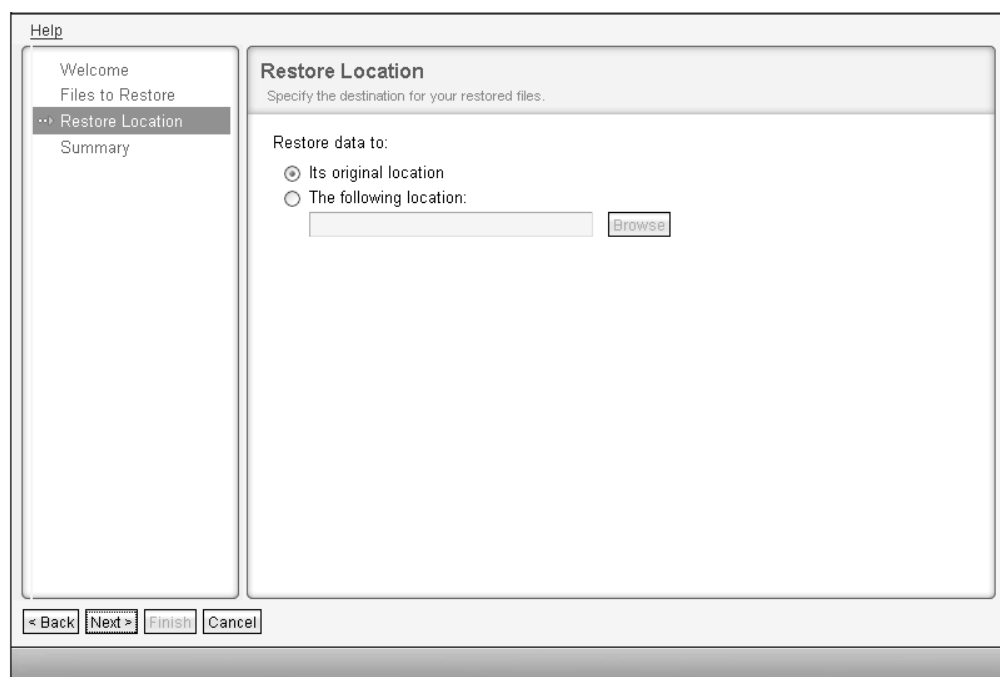 Help
Welcome
Files to Restore
Restore Location
Summary
Restore Location
Specify the destination for your restored files.
Restore data to:
Its original location
The following location:
Browse
< Back Next > Finish Cancel